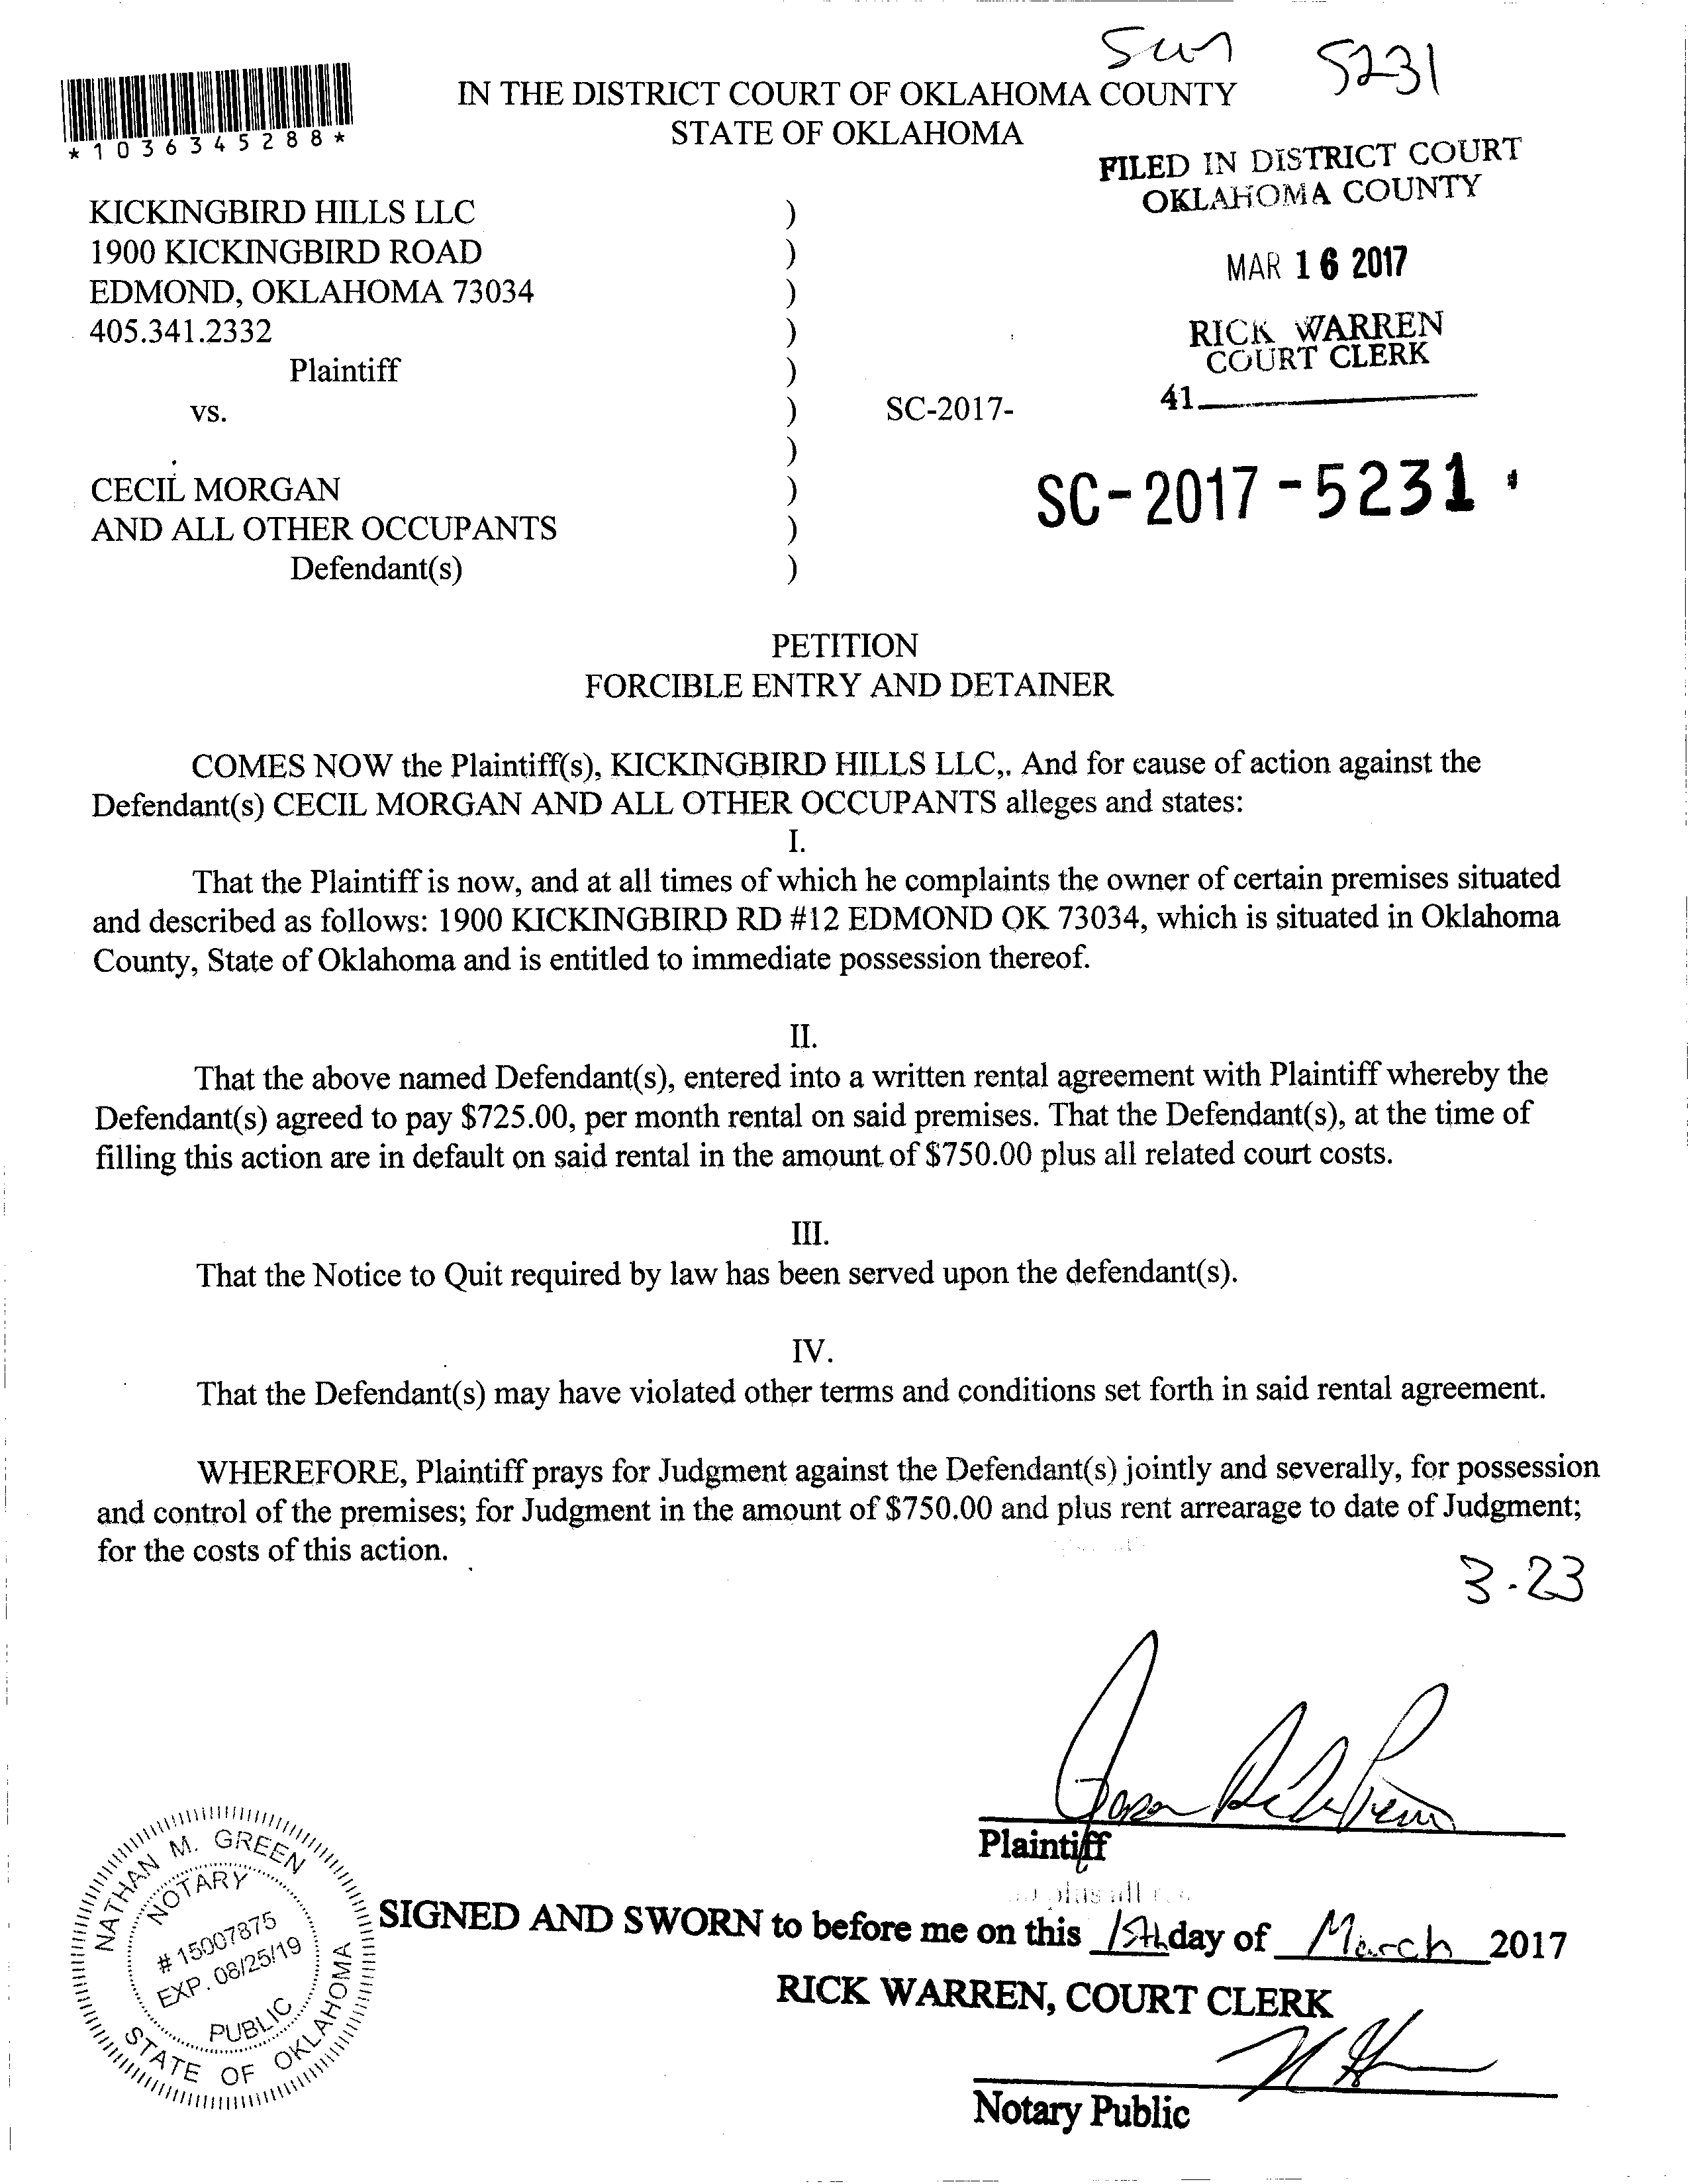 5231
*1036345288*
IN THE DISTRICT COURT OF OKLAHOMA COUNTY
STATE OF OKLAHOMA
FILED IN DISTRICT COURT
OKLAHOMA COUNTY
MAR 16 2017
RICK WARREN
COURT CLERK
41
KICKINGBIRD HILLS LLC )
1900 KICKINGBIRD ROAD )
EDMOND, OKLAHOMA 73034 )
405.341.2332 )
Plaintiff )
vs. ) SC-2017-
)
CECIL MORGAN )
AND ALL OTHER OCCUPANTS )
Defendant(s) )
SC-2017-5231
PETITION
FORCIBLE ENTRY AND DETAINER
COMES NOW the Plaintiff(s), KICKINGBIRD HILLS LLC,. And for cause of action against the
Defendant(s) CECIL MORGAN AND ALL OTHER OCCUPANTS alleges and states:
I.
That the Plaintiff is now, and at all times of which he complaints the owner of certain premises situated
and described as follows: 1900 KICKINGBIRD RD #12 EDMOND OK 73034, which is situated in Oklahoma
County, State of Oklahoma and is entitled to immediate possession thereof.
II.
That the above named Defendant(s), entered into a written rental agreement with Plaintiff whereby the
Defendant(s) agreed to pay $725.00, per month rental on said premises. That the Defendant(s), at the time of
filling this action are in default on said rental in the amount of $750.00 plus all related court costs.
III.
That the Notice to Quit required by law has been served upon the defendant(s).
IV.
That the Defendant(s) may have violated other terms and conditions set forth in said rental agreement.
WHEREFORE, Plaintiff prays for Judgment against the Defendant(s) jointly and severally, for possession
and control of the premises; for Judgment in the amount of $750.00 and plus rent arrearage to date of Judgment;
for the costs of this action.
3-23
Plaintiff
NATHAN M. GREEN
NOTARY
# 15007875
EXP. 08/25/19
PUBLIC
STATE OF OKLAHOMA
SIGNED AND SWORN to before me on this day of March 2017
RICK WARREN, COURT CLERK
Notary Public